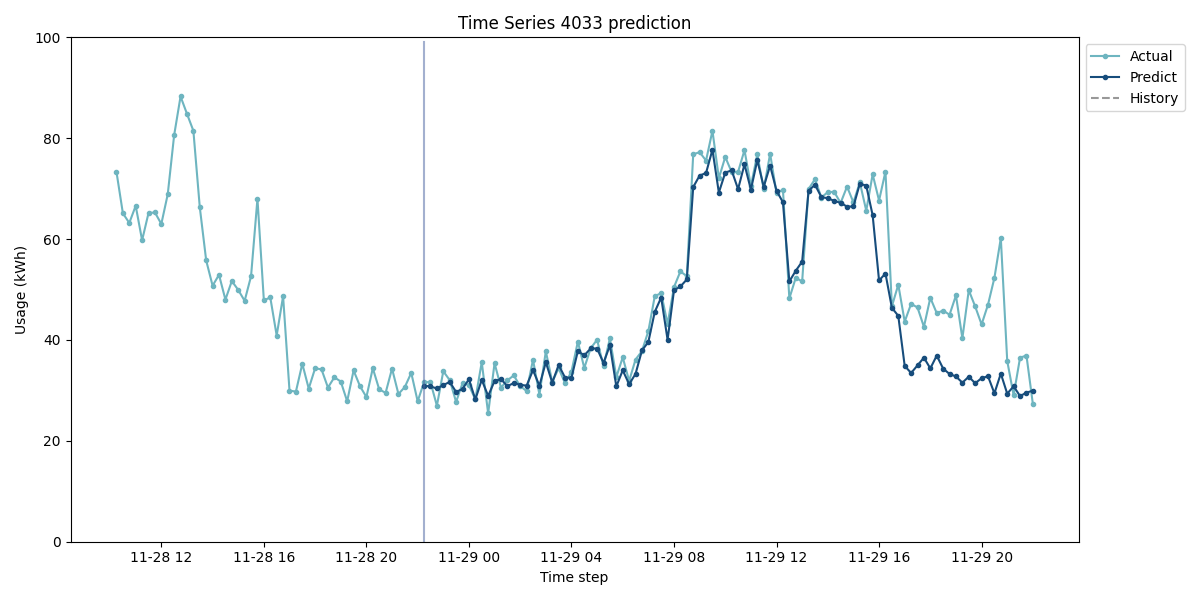 Time Series 4033 prediction
100
80
60
40
20
0
Usage (kWh)
11-28 12
11-28 16
11-28 20
11-29 00
11-29 04
11-29 08
11-29 12
11-29 16
11-29 20
Time step
Actual
Predict
History